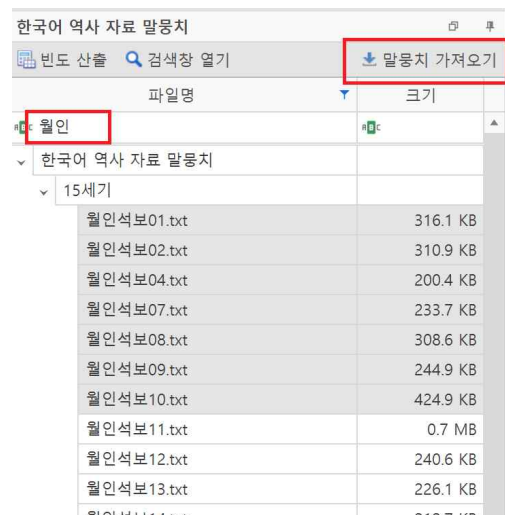 한국어 역사 자료 말뭉치
빈도 산출 검색창 열기 말뭉치 가져오기
파일명 크기
월인
한국어 역사 자료 말뭉치
15세기
월인석보01.txt 316.1 KB
월인석보02.txt 310.9 KB
월인석보04.txt 200.4 KB
월인석보07.txt 233.7 KB
월인석보08.txt 308.6 KB
월인석보09.txt 244.9 KB
월인석보10.txt 424.9 KB
월인석보11.txt 0.7 MB
월인석보12.txt 240.6 KB
월인석보13.txt 226.1 KB